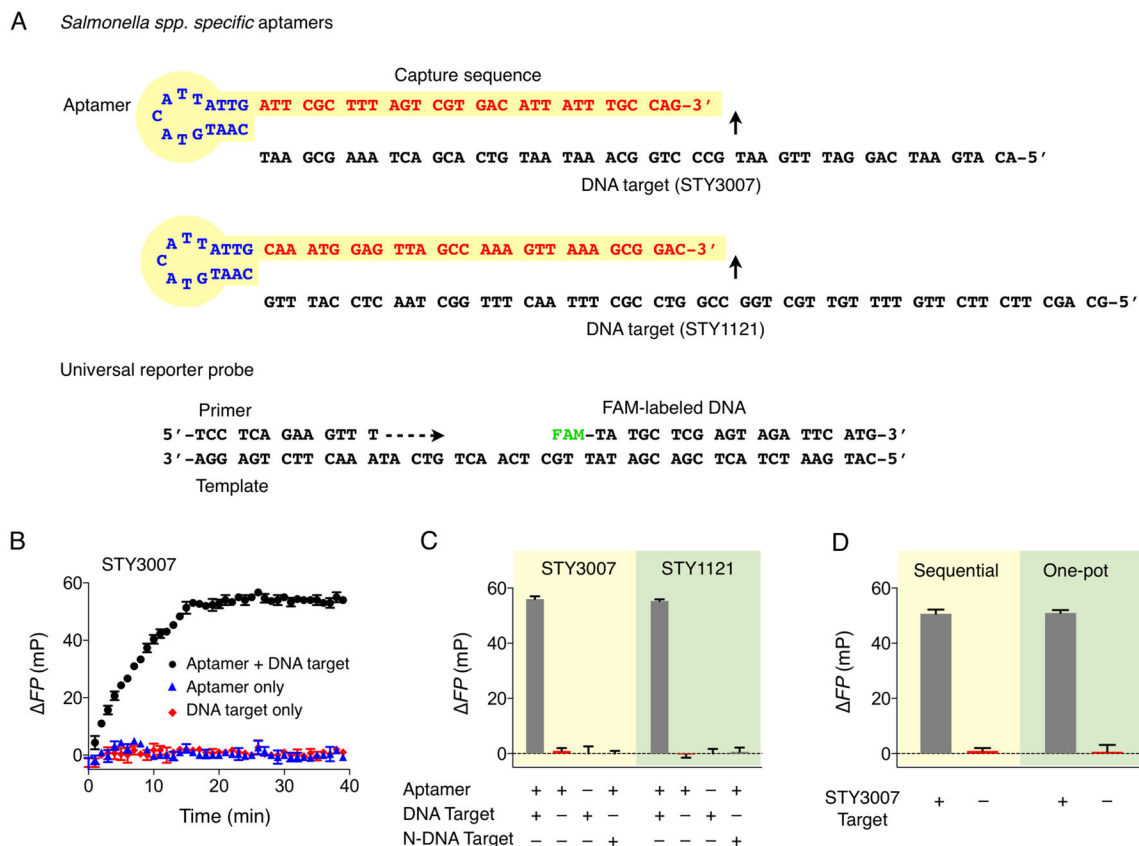 A
Salmonella spp. specific aptamers
Capture sequence
Aptamer
ATTG ATT CGC TTT AGT CGT GAC ATT ATT TGC CAG-3′
A T T
C
A T G TAAC
TAA GCG AAA TCA GCA CTG TAA TAA ACG GTC CCG TAA GTT TAG GAC TAA GTA CA-5′
DNA target (STY3007)
ATTG CAA ATG GAG TTA GCC AAA GTT AAA GCG GAC-3′
A T T
C
A T G TAAC
GTT TAC CTC AAT CGG TTT CAA TTT CGC CTG GCC GGT CGT TGT TTT GTT CTT CTT CGA CG-5′
DNA target (STY1121)
Universal reporter probe
Primer FAM-labeled DNA
5′-TCC TCA GAA GTT T FAM-TA TGC TCG AGT AGA TTC ATG-3′
3′-AGG AGT CTT CAA ATA CTG TCA ACT CGT TAT AGC AGC TCA TCT AAG TAC-5′
Template
B
STY3007
60
40
20
0
ΔFP (mP)
Aptamer + DNA target
Aptamer only
DNA target only
0 10 20 30 40
Time (min)
C
STY3007 STY1121
60
40
20
0
ΔFP (mP)
Aptamer + + − + + + − +
DNA Target + − + − + − + −
N-DNA Target − − − + − − − +
D
Sequential One-pot
60
40
20
0
ΔFP (mP)
STY3007 + − + −
Target